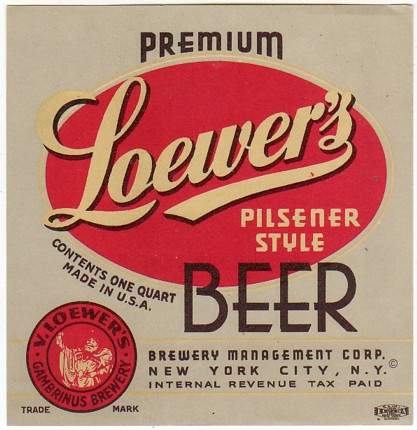 PREMIUM
Loewer's
PILSENER
STYLE
BEER
CONTENTS ONE QUART
MADE IN U.S.A.
V. LOEWER'S
GAMBRINUS BREWERY
TRADE MARK
BREWERY MANAGEMENT CORP.
NEW YORK CITY, N.Y. ©
INTERNAL REVENUE TAX PAID